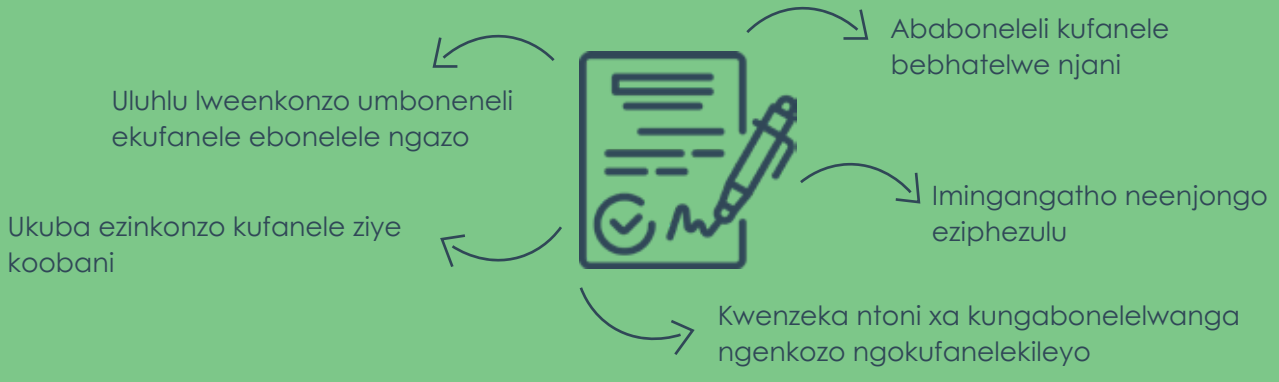 Ababoneleli kufanele
bebhatelwe njani
Uluhlu lweenkonzo umboneneli
ekufanele ebonelele ngazo
Imingangatho neenjongo
eziphezulu
Ukuba ezinkonzo kufanele ziye
koobani
Kwenzeka ntoni xa kungabonelelwanga
ngenkozo ngokufanelekileyo